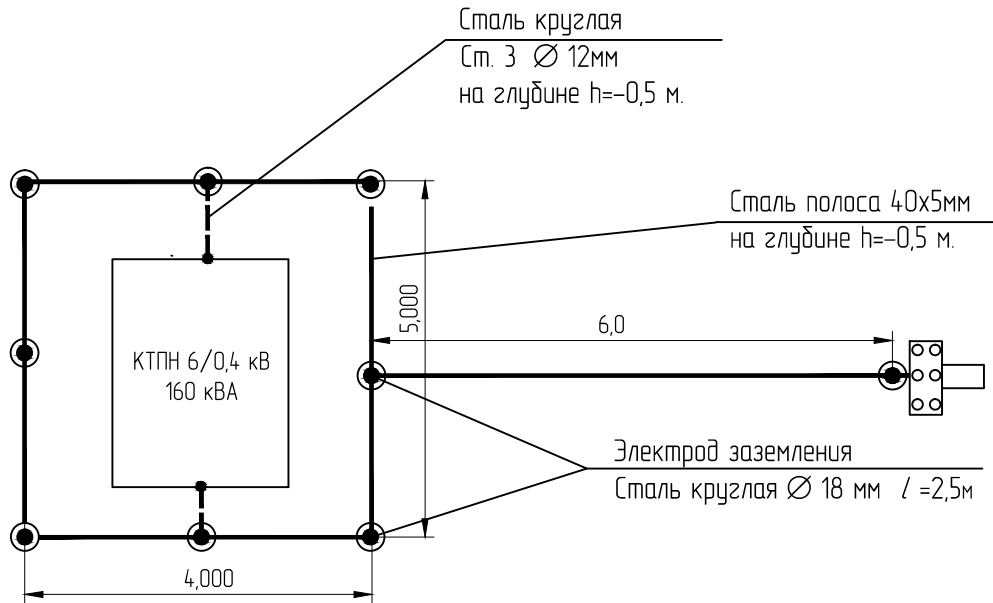 Сталь круглая
Ст. 3 ∅ 12мм
на глубине h=-0,5 м.
Сталь полоса 40х5мм
на глубине h=-0,5 м.
5,000
6,0
КТПН 6/0,4 кВ
160 кВА
Электрод заземления
Сталь круглая ∅ 18 мм l =2,5м
4,000